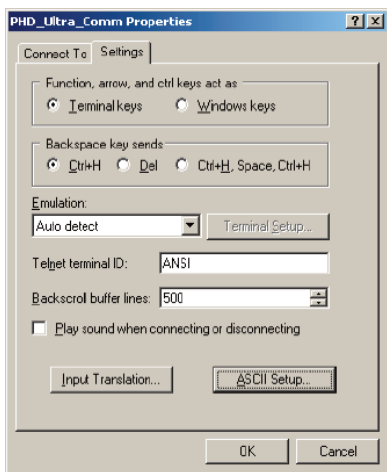 PHD_Ultra_Comm Properties
Connect To Settings
Function, arrow, and ctrl keys act as
Terminal keys Windows keys
Backspace key sends
Ctrl+H Del Ctrl+H, Space, Ctrl+H
Emulation:
Auto detect Terminal Setup...
Telnet terminal ID: ANSI
Backscrol buffer lines: 500
Play sound when connecting or disconnecting
Input Translation... ASCII Setup...
OK Cancel